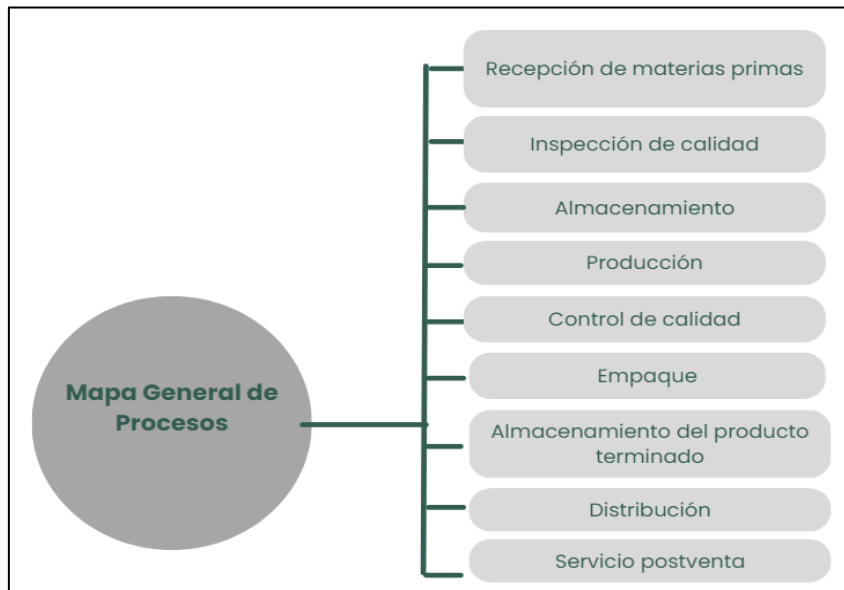 Mapa General de
Procesos
Recepción de materias primas
Inspección de calidad
Almacenamiento
Producción
Control de calidad
Empaque
Almacenamiento del producto
terminado
Distribución
Servicio postventa